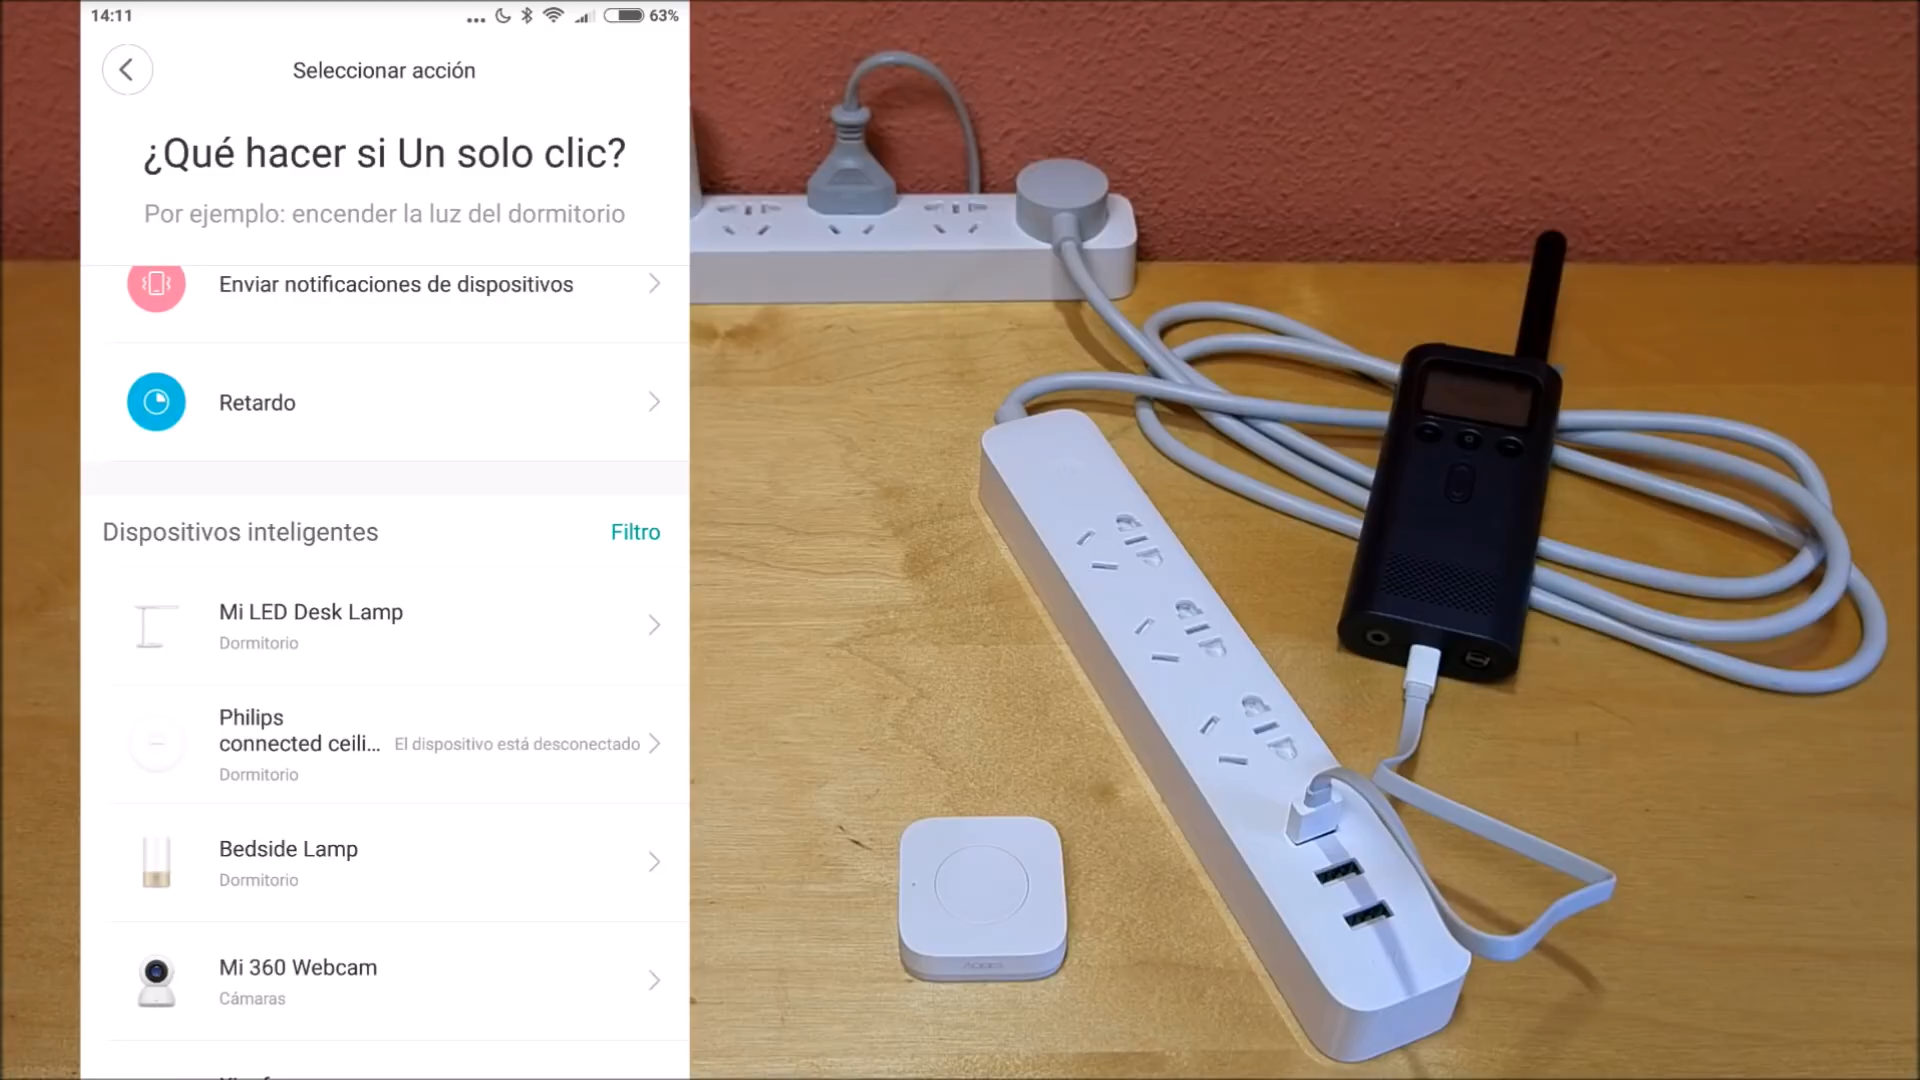 14:11
63%
Seleccionar acción
¿Qué hacer si Un solo clic?
Por ejemplo: encender la luz del dormitorio
Enviar notificaciones de dispositivos
Retardo
Dispositivos inteligentes
Filtro
Mi LED Desk Lamp
Dormitorio
Philips
connected ceili...
El dispositivo está desconectado
Dormitorio
Bedside Lamp
Dormitorio
Mi 360 Webcam
Cámaras
Aqara